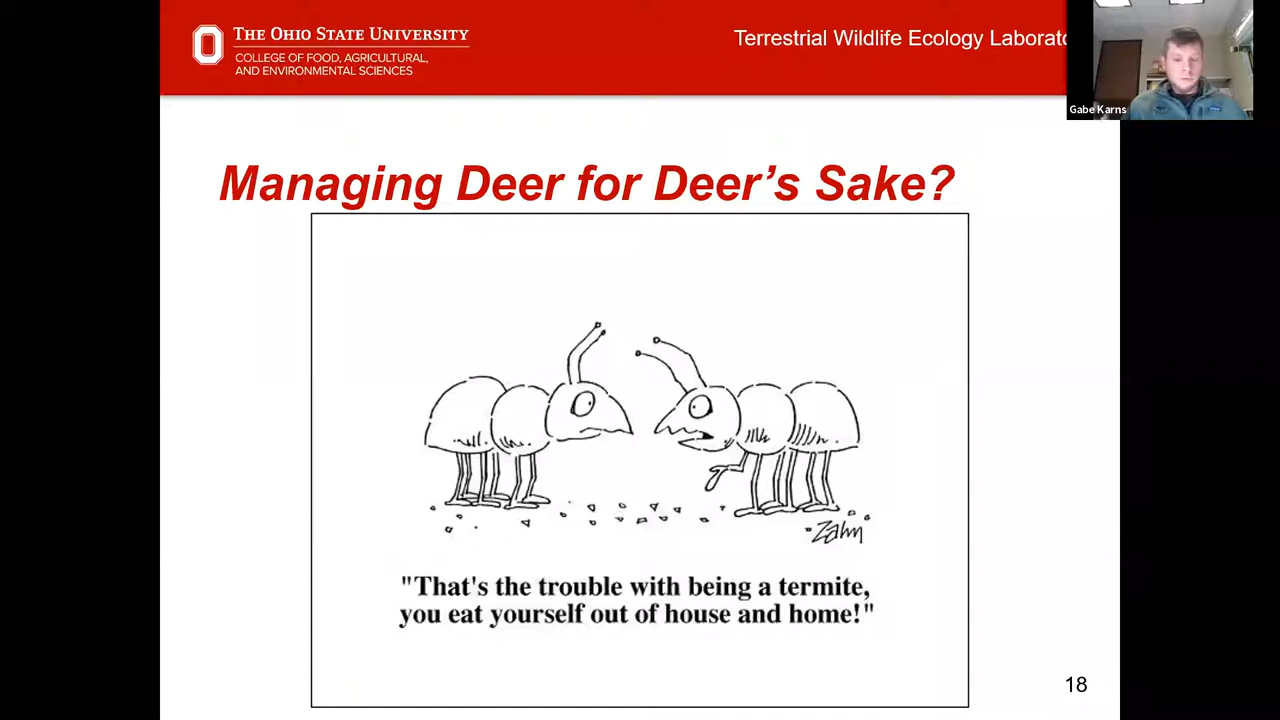 THE OHIO STATE UNIVERSITY
COLLEGE OF FOOD, AGRICULTURAL,
AND ENVIRONMENTAL SCIENCES
Terrestrial Wildlife Ecology Laborato
Gabe Karns
Managing Deer for Deer's Sake?
Zahn
"That's the trouble with being a termite,
you eat yourself out of house and home!"
18